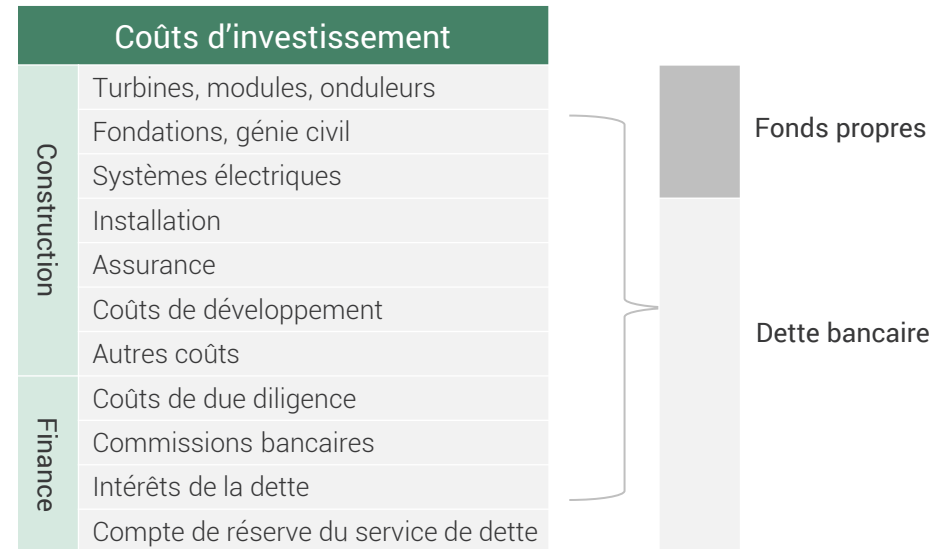 Coûts d’investissement
Construction
Turbines, modules, onduleurs
Fondations, génie civil
Systèmes électriques
Installation
Assurance
Coûts de développement
Autres coûts
Finance
Coûts de due diligence
Commissions bancaires
Intérêts de la dette
Compte de réserve du service de dette
Fonds propres
Dette bancaire